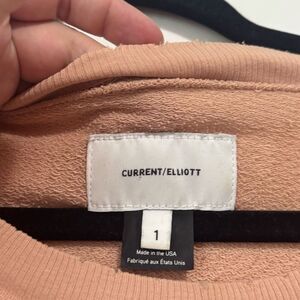 CURRENT/ELLIOTT
1
Made in the USA
Fabriqué aux États Unis